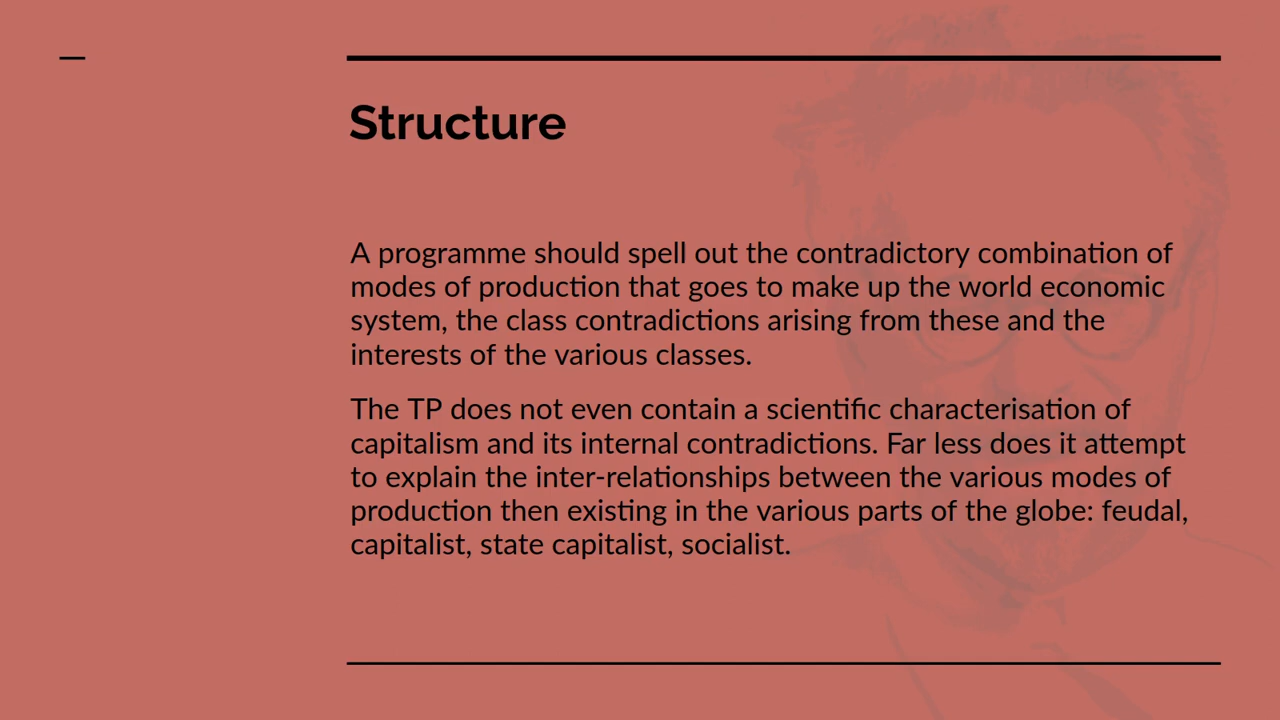 Structure
A programme should spell out the contradictory combination of
modes of production that goes to make up the world economic
system, the class contradictions arising from these and the
interests of the various classes.
The TP does not even contain a scientific characterisation of
capitalism and its internal contradictions. Far less does it attempt
to explain the inter-relationships between the various modes of
production then existing in the various parts of the globe: feudal,
capitalist, state capitalist, socialist.